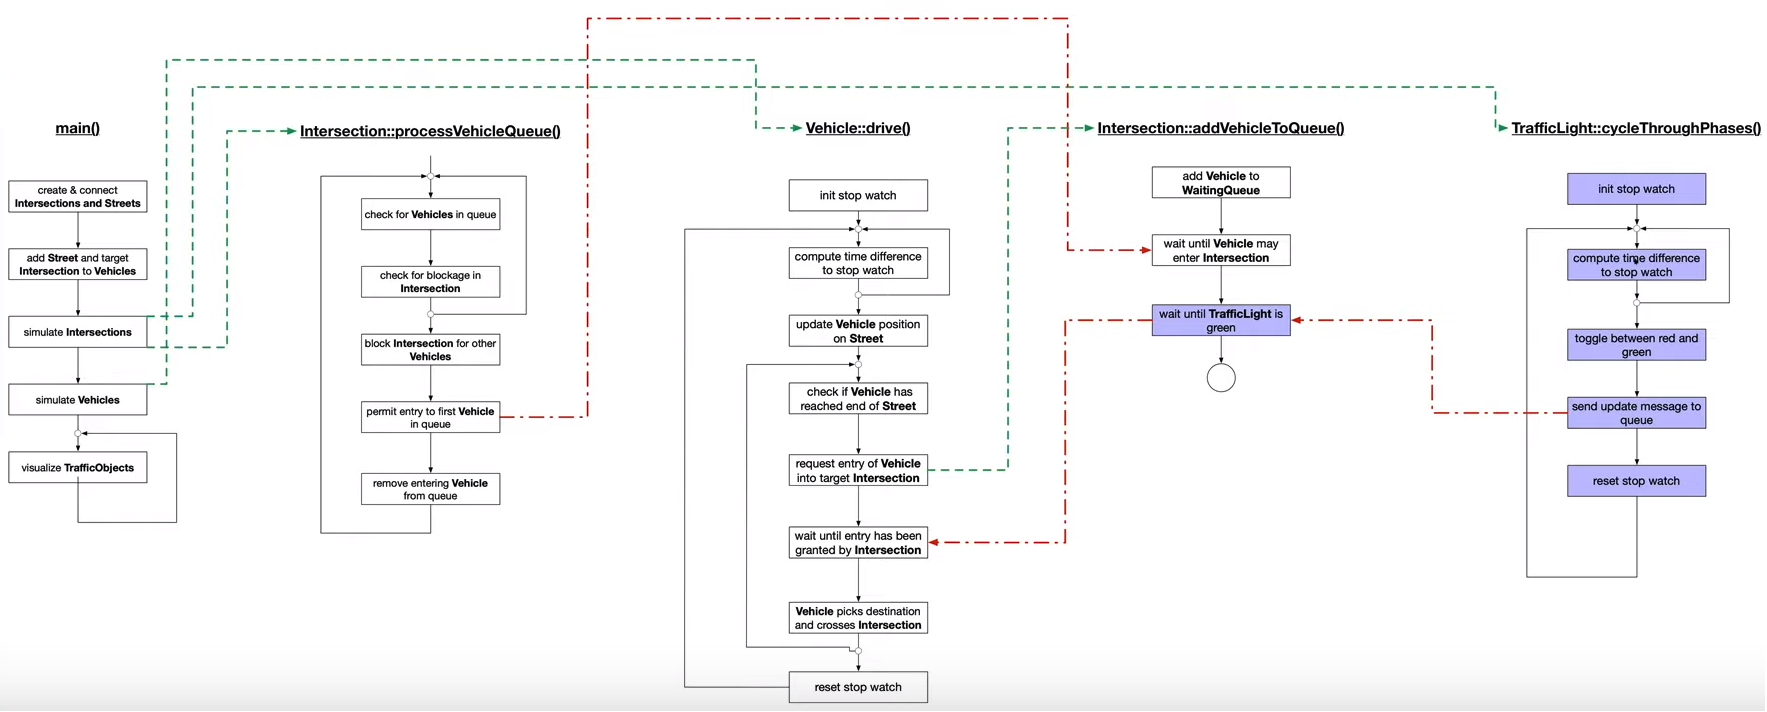 main()
create & connect
Intersections and Streets
add Street and target
Intersection to Vehicles
simulate Intersections
simulate Vehicles
visualize TrafficObjects
Intersection::processVehicleQueue()
check for Vehicles in queue
check for blockage in
Intersection
block Intersection for other
Vehicles
permit entry to first Vehicle
in queue
remove entering Vehicle
from queue
Vehicle::drive()
init stop watch
compute time difference
to stop watch
update Vehicle position
on Street
check if Vehicle has
reached end of Street
request entry of Vehicle
into target Intersection
wait until entry has been
granted by Intersection
Vehicle picks destination
and crosses Intersection
reset stop watch
Intersection::addVehicleToQueue()
add Vehicle to
WaitingQueue
wait until Vehicle may
enter Intersection
wait until TrafficLight is
green
TrafficLight::cycleThroughPhases()
init stop watch
compute time difference
to stop watch
toggle between red and
green
send update message to
queue
reset stop watch